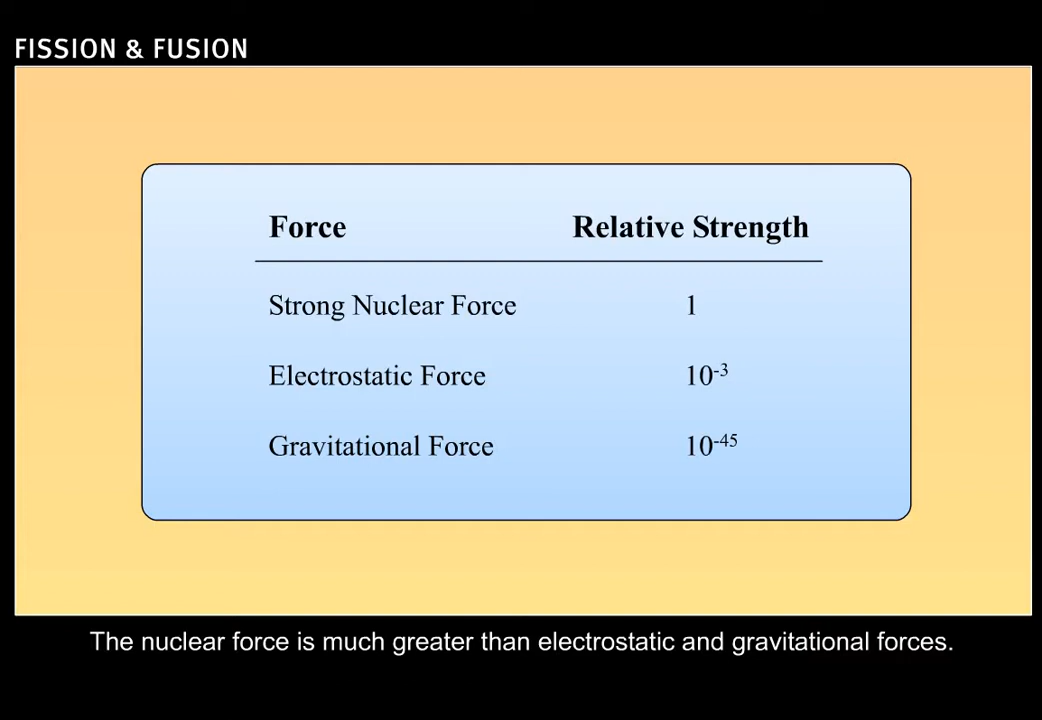 FISSION & FUSION
Force Relative Strength
Strong Nuclear Force 1
Electrostatic Force 10⁻³
Gravitational Force 10⁻⁴⁵
The nuclear force is much greater than electrostatic and gravitational forces.